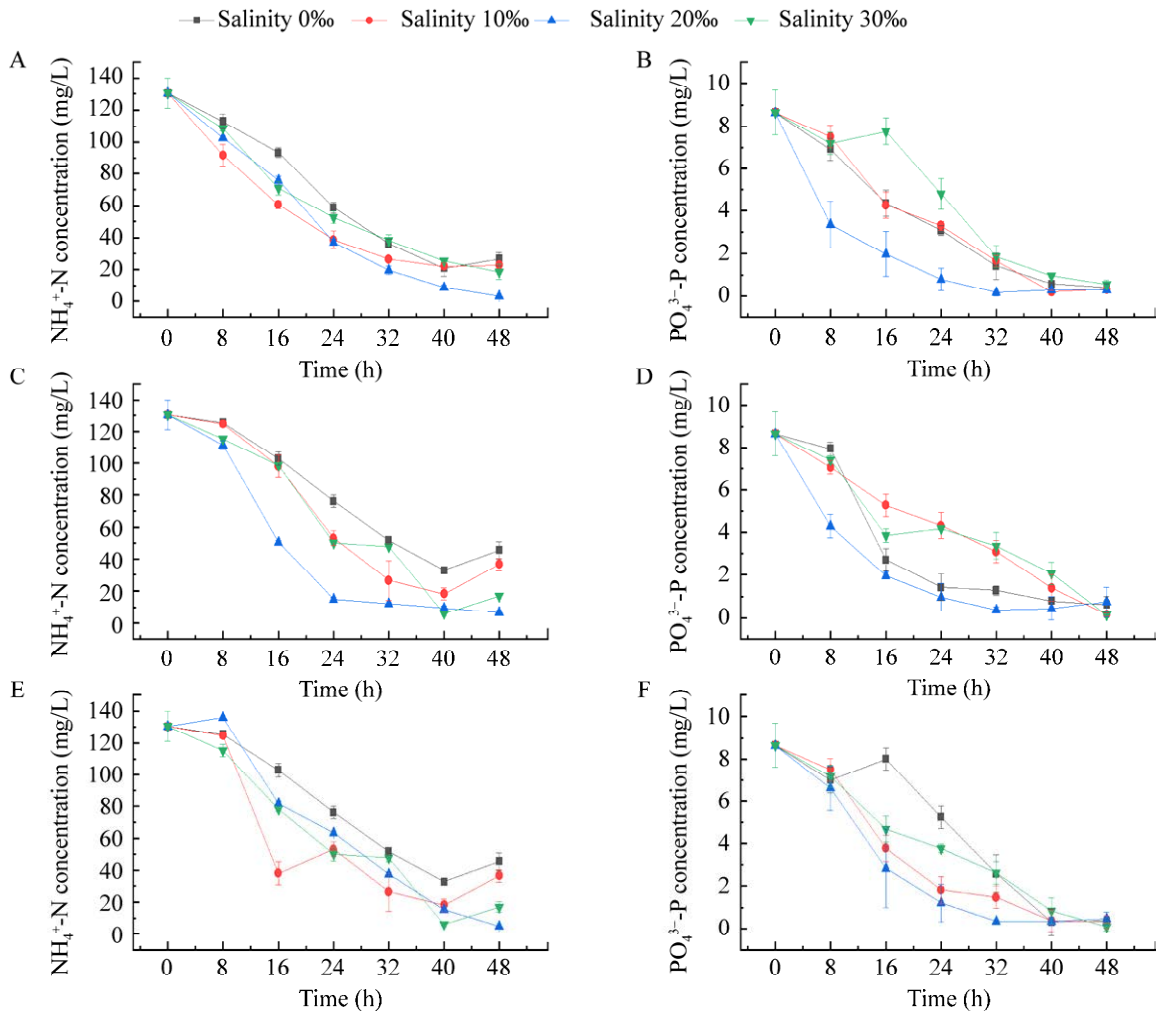 Salinity 0‰ Salinity 10‰ Salinity 20‰ Salinity 30‰
A
NH₄⁺-N concentration (mg/L)
140
120
100
80
60
40
20
0
0 8 16 24 32 40 48
Time (h)
B
PO₄³⁻-P concentration (mg/L)
10
8
6
4
2
0
0 8 16 24 32 40 48
Time (h)
C
NH₄⁺-N concentration (mg/L)
140
120
100
80
60
40
20
0
0 8 16 24 32 40 48
Time (h)
D
PO₄³⁻-P concentration (mg/L)
10
8
6
4
2
0
0 8 16 24 32 40 48
Time (h)
E
NH₄⁺-N concentration (mg/L)
140
120
100
80
60
40
20
0
0 8 16 24 32 40 48
Time (h)
F
PO₄³⁻-P concentration (mg/L)
10
8
6
4
2
0
0 8 16 24 32 40 48
Time (h)